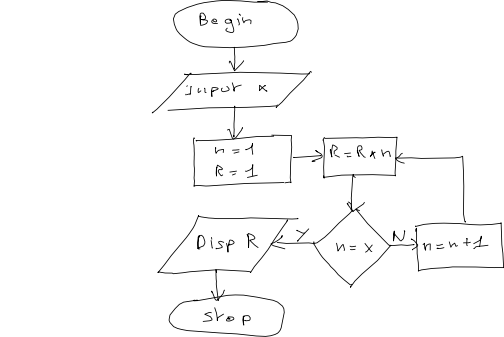 Begin
Input x
n = 1
R = 1
R = R * n
n = x
Y
N
n = n + 1
Disp R
Stop